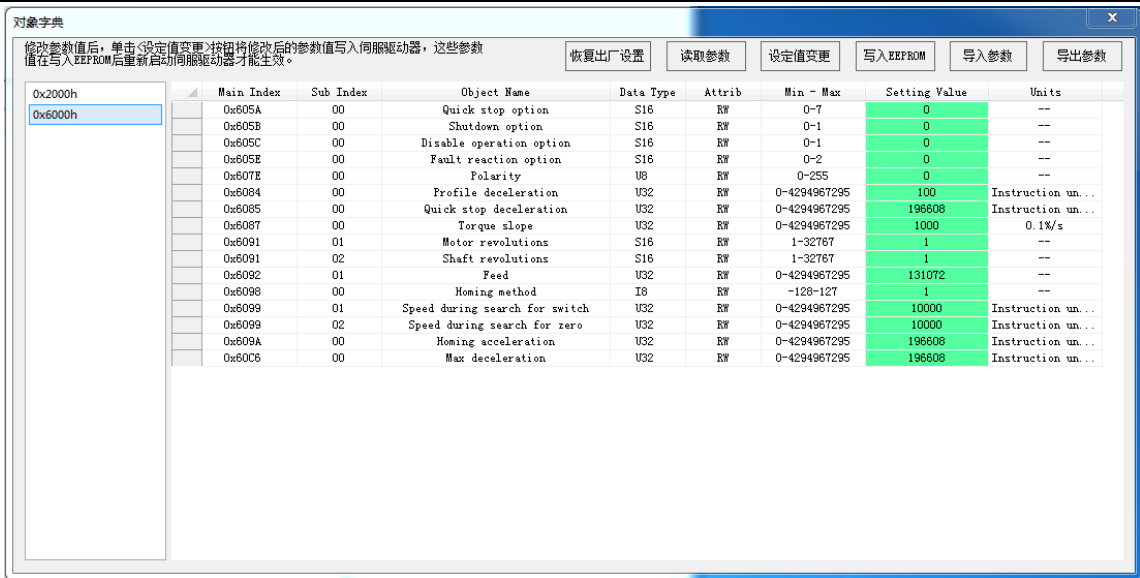 对象字典
x
修改参数值后，单击<设定值变更>按钮将修改后的参数值写入伺服驱动器，这些参数
值在写入EEPROM后重新启动伺服驱动器才能生效。
恢复出厂设置 读取参数 设定值变更 写入EEPROM 导入参数 导出参数
0x2000h
0x6000h
Main Index Sub Index Object Name Data Type Attrib Min - Max Setting Value Units
0x605A 00 Quick stop option S16 RW 0-7 0 --
0x605B 00 Shutdown option S16 RW 0-1 0 --
0x605C 00 Disable operation option S16 RW 0-1 0 --
0x605E 00 Fault reaction option S16 RW 0-2 0 --
0x607E 00 Polarity U8 RW 0-255 0 --
0x6084 00 Profile deceleration U32 RW 0-4294967295 100 Instruction un...
0x6085 00 Quick stop deceleration U32 RW 0-4294967295 196608 Instruction un...
0x6087 00 Torque slope U32 RW 0-4294967295 1000 0.1%/s
0x6091 01 Motor revolutions S16 RW 1-32767 1 --
0x6091 02 Shaft revolutions S16 RW 1-32767 1 --
0x6092 01 Feed U32 RW 0-4294967295 131072 --
0x6098 00 Homing method I8 RW -128-127 1 --
0x6099 01 Speed during search for switch U32 RW 0-4294967295 10000 Instruction un...
0x6099 02 Speed during search for zero U32 RW 0-4294967295 10000 Instruction un...
0x609A 00 Homing acceleration U32 RW 0-4294967295 196608 Instruction un...
0x60C6 00 Max deceleration U32 RW 0-4294967295 196608 Instruction un...